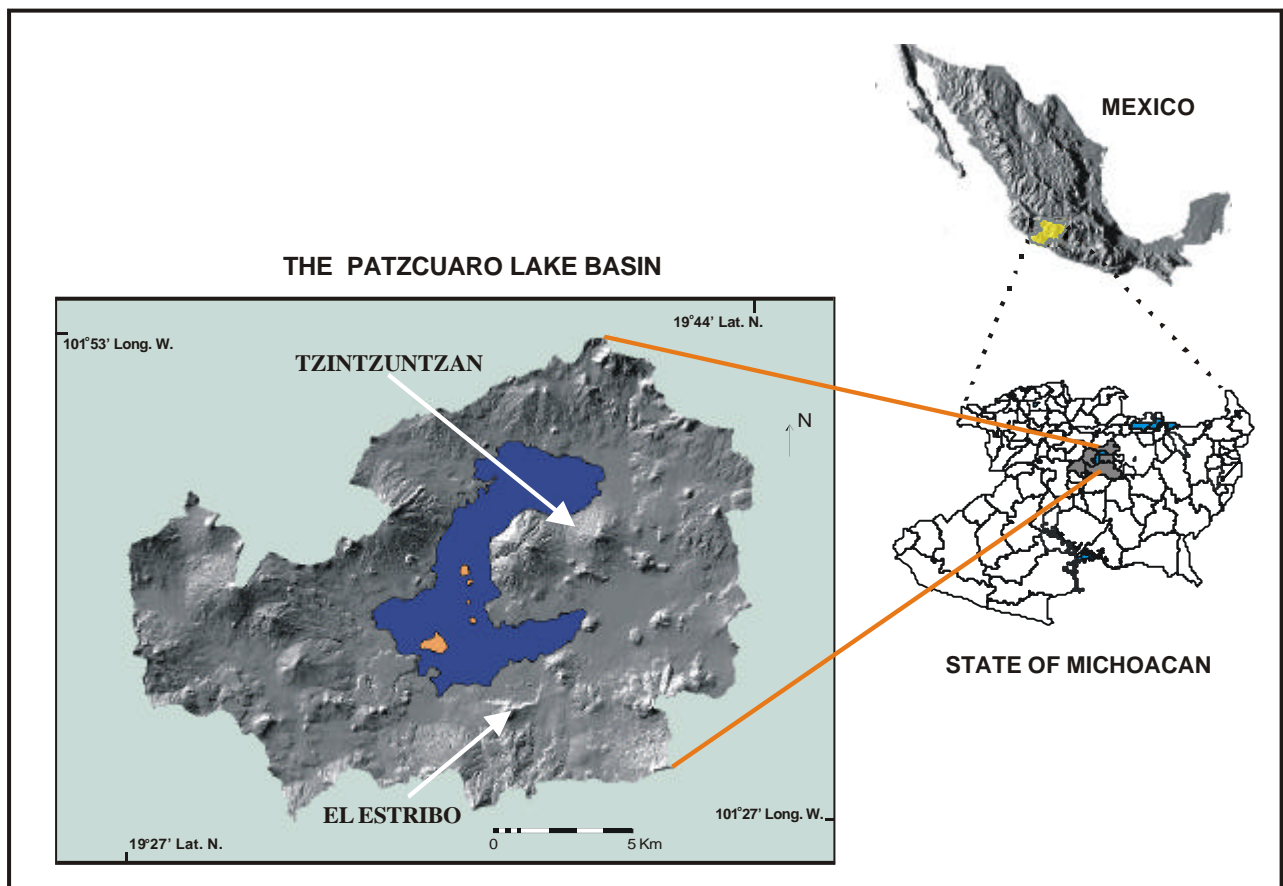 MEXICO
THE PATZCUARO LAKE BASIN
19°44' Lat. N.
101°53' Long. W.
TZINTZUNTZAN
N
STATE OF MICHOACAN
EL ESTRIBO
101°27' Long. W.
19°27' Lat. N.
0 5 Km